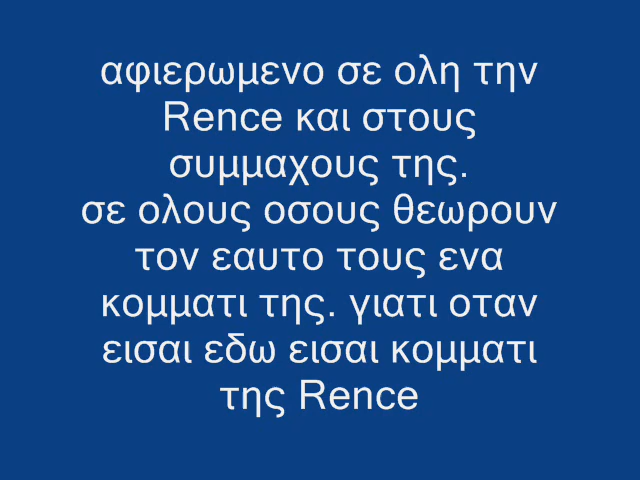 αφιερωμενο σε ολη την
Rence και στους
συμμαχους της.
σε ολους οσους θεωρουν
τον εαυτο τους ενα
κομματι της. γιατι οταν
εισαι εδω εισαι κομματι
της Rence